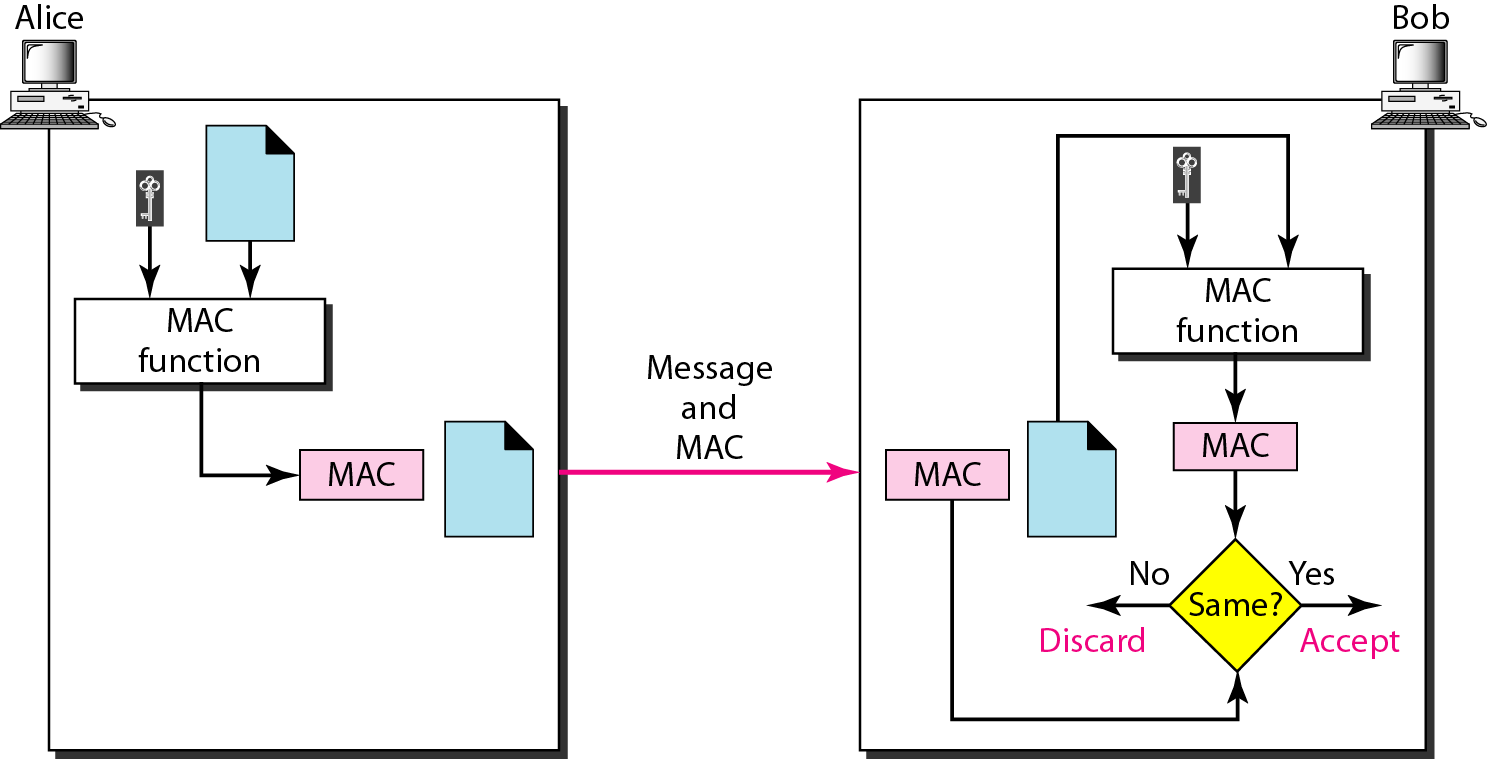 Alice
MAC
function
MAC
Message
and
MAC
Bob
MAC
function
MAC
MAC
No
Yes
Same?
Discard
Accept